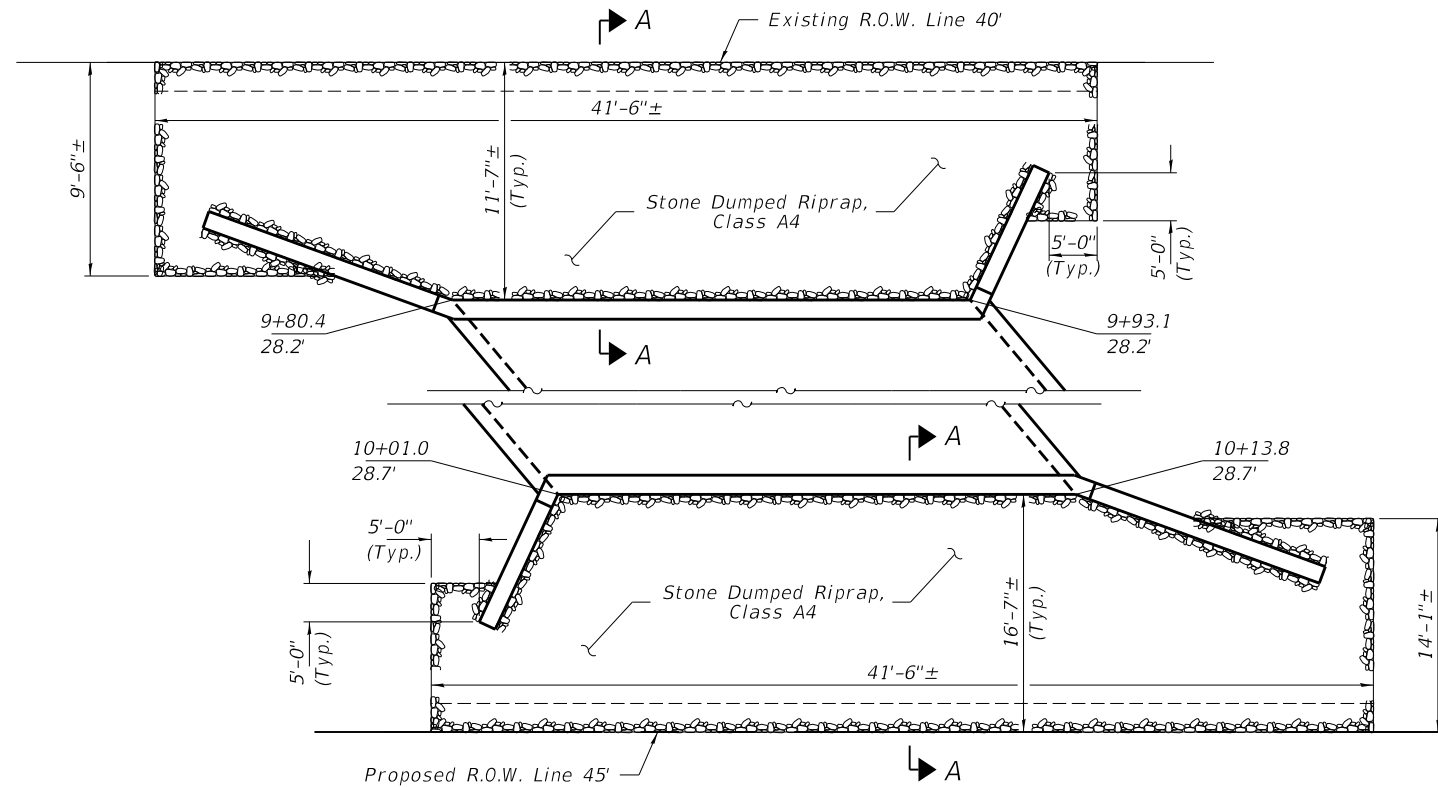 A
Existing R.O.W. Line 40'
41'-6"±
9'-6"±
11'-7"±
(Typ.)
Stone Dumped Riprap,
Class A4
5'-0"
(Typ.)
5'-0"
(Typ.)
9+80.4
28.2'
9+93.1
28.2'
A
10+01.0
28.7'
A
10+13.8
28.7'
5'-0"
(Typ.)
5'-0"
(Typ.)
Stone Dumped Riprap,
Class A4
16'-7"±
(Typ.)
14'-1"±
41'-6"±
Proposed R.O.W. Line 45'
A